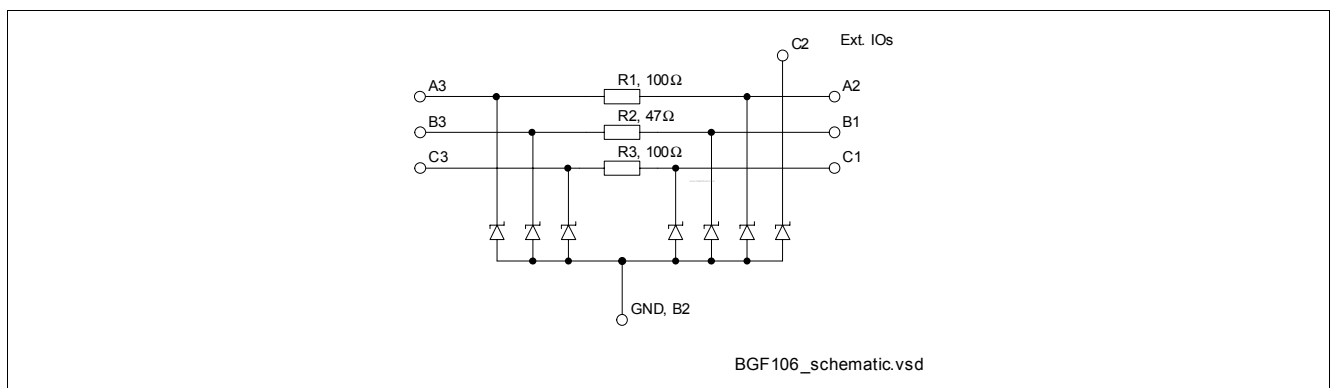 C2 Ext. IOs
A3 R1, 100Ω A2
B3 R2, 47Ω B1
C3 R3, 100Ω C1
GND, B2
BGF106_schematic.vsd